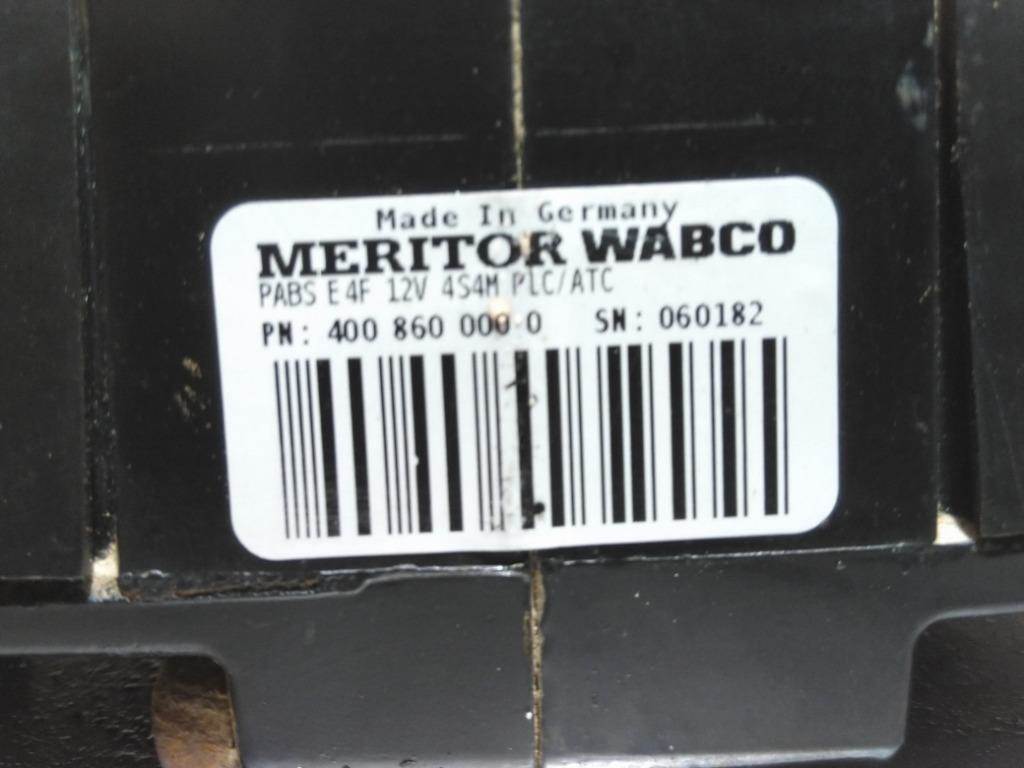 Made In Germany
MERITOR WABCO
PABS E4F 12V 4S4M PLC/ATC
PN: 400 860 000 0 SN: 060182